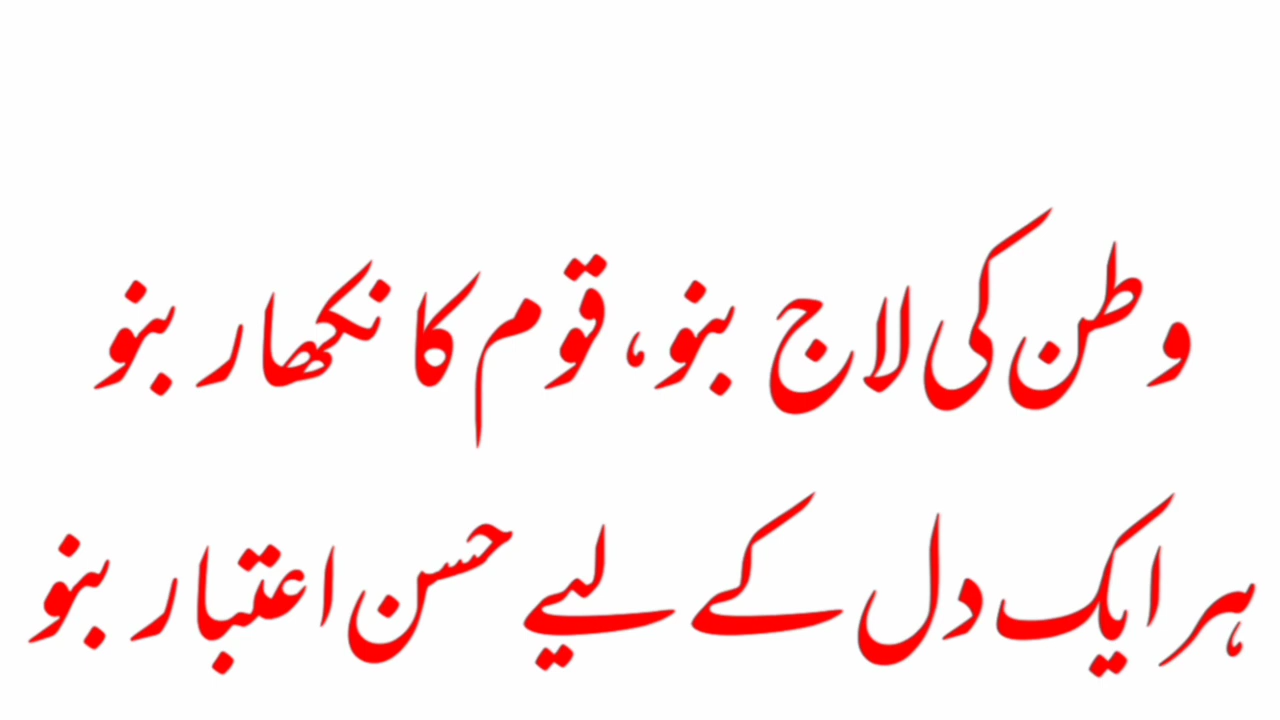 وطن کی لاج بنو، قوم کا نکھار بنو
ہر ایک دل کے لیے حسن اعتبار بنو